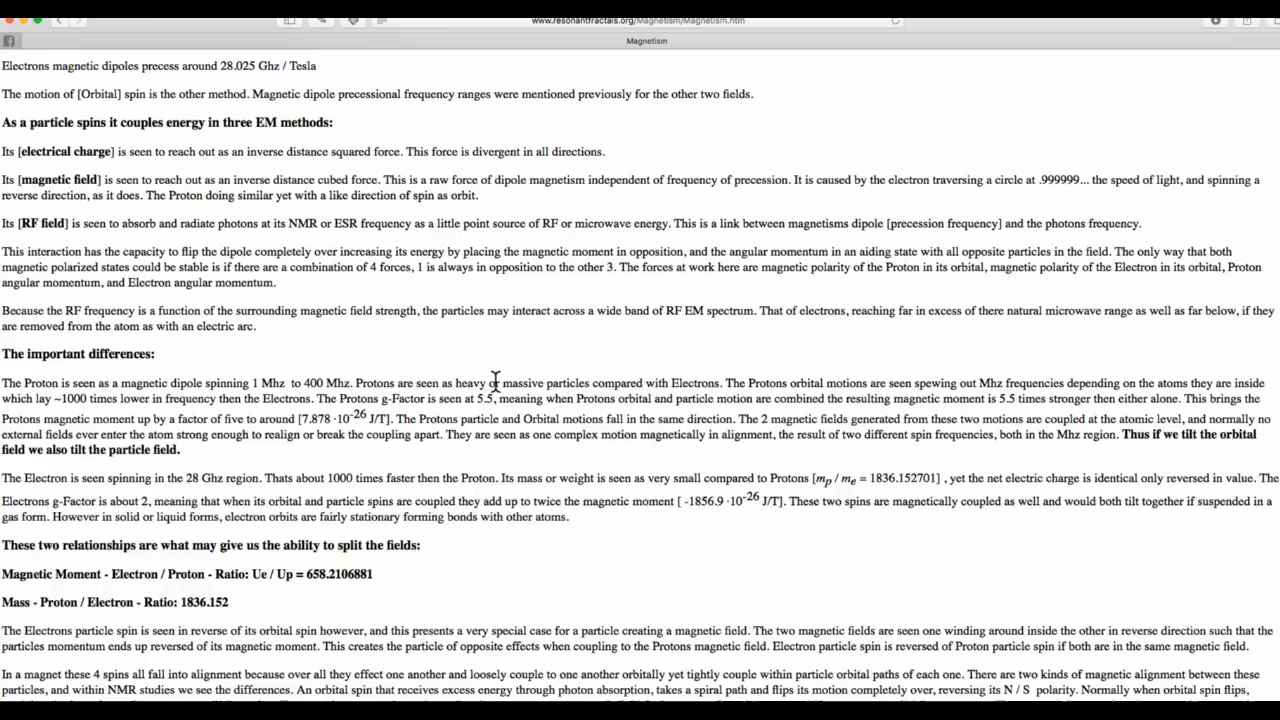 www.resonantfractals.org/Magnetism/Magnetism.htm
Magnetism
Electrons magnetic dipoles precess around 28.025 Ghz / Tesla
The motion of [Orbital] spin is the other method. Magnetic dipole precessional frequency ranges were mentioned previously for the other two fields.
As a particle spins it couples energy in three EM methods:
Its [electrical charge] is seen to reach out as an inverse distance squared force. This force is divergent in all directions.
Its [magnetic field] is seen to reach out as an inverse distance cubed force. This is a raw force of dipole magnetism independent of frequency of precession. It is caused by the electron traversing a circle at .999999... the speed of light, and spinning a
reverse direction, as it does. The Proton doing similar yet with a like direction of spin as orbit.
Its [RF field] is seen to absorb and radiate photons at its NMR or ESR frequency as a little point source of RF or microwave energy. This is a link between magnetisms dipole [precession frequency] and the photons frequency.
This interaction has the capacity to flip the dipole completely over increasing its energy by placing the magnetic moment in opposition, and the angular momentum in an aiding state with all opposite particles in the field. The only way that both
magnetic polarized states could be stable is if there are a combination of 4 forces, 1 is always in opposition to the other 3. The forces at work here are magnetic polarity of the Proton in its orbital, magnetic polarity of the Electron in its orbital, Proton
angular momentum, and Electron angular momentum.
Because the RF frequency is a function of the surrounding magnetic field strength, the particles may interact across a wide band of RF EM spectrum. That of electrons, reaching far in excess of there natural microwave range as well as far below, if they
are removed from the atom as with an electric arc.
The important differences:
The Proton is seen as a magnetic dipole spinning 1 Mhz to 400 Mhz. Protons are seen as heavy or massive particles compared with Electrons. The Protons orbital motions are seen spewing out Mhz frequencies depending on the atoms they are inside
which lay ~1000 times lower in frequency then the Electrons. The Protons g-Factor is seen at 5.5, meaning when Protons orbital and particle motion are combined the resulting magnetic moment is 5.5 times stronger then either alone. This brings the
Protons magnetic moment up by a factor of five to around [7.878 ·10-26 J/T]. The Protons particle and Orbital motions fall in the same direction. The 2 magnetic fields generated from these two motions are coupled at the atomic level, and normally no
external fields ever enter the atom strong enough to realign or break the coupling apart. They are seen as one complex motion magnetically in alignment, the result of two different spin frequencies, both in the Mhz region. Thus if we tilt the orbital
field we also tilt the particle field.
The Electron is seen spinning in the 28 Ghz region. Thats about 1000 times faster then the Proton. Its mass or weight is seen as very small compared to Protons [mp / me = 1836.152701] , yet the net electric charge is identical only reversed in value. The
Electrons g-Factor is about 2, meaning that when its orbital and particle spins are coupled they add up to twice the magnetic moment [ -1856.9 ·10-26 J/T]. These two spins are magnetically coupled as well and would both tilt together if suspended in a
gas form. However in solid or liquid forms, electron orbits are fairly stationary forming bonds with other atoms.
These two relationships are what may give us the ability to split the fields:
Magnetic Moment - Electron / Proton - Ratio: Ue / Up = 658.2106881
Mass - Proton / Electron - Ratio: 1836.152
The Electrons particle spin is seen in reverse of its orbital spin however, and this presents a very special case for a particle creating a magnetic field. The two magnetic fields are seen one winding around inside the other in reverse direction such that the
particles momentum ends up reversed of its magnetic moment. This creates the particle of opposite effects when coupling to the Protons magnetic field. Electron particle spin is reversed of Proton particle spin if both are in the same magnetic field.
In a magnet these 4 spins all fall into alignment because over all they effect one another and loosely couple to one another orbitally yet tightly couple within particle orbital paths of each one. There are two kinds of magnetic alignment between these
particles, and within NMR studies we see the differences. An orbital spin that receives excess energy through photon absorption, takes a spiral path and flips its motion completely over, reversing its N / S polarity. Normally when orbital spin flips,